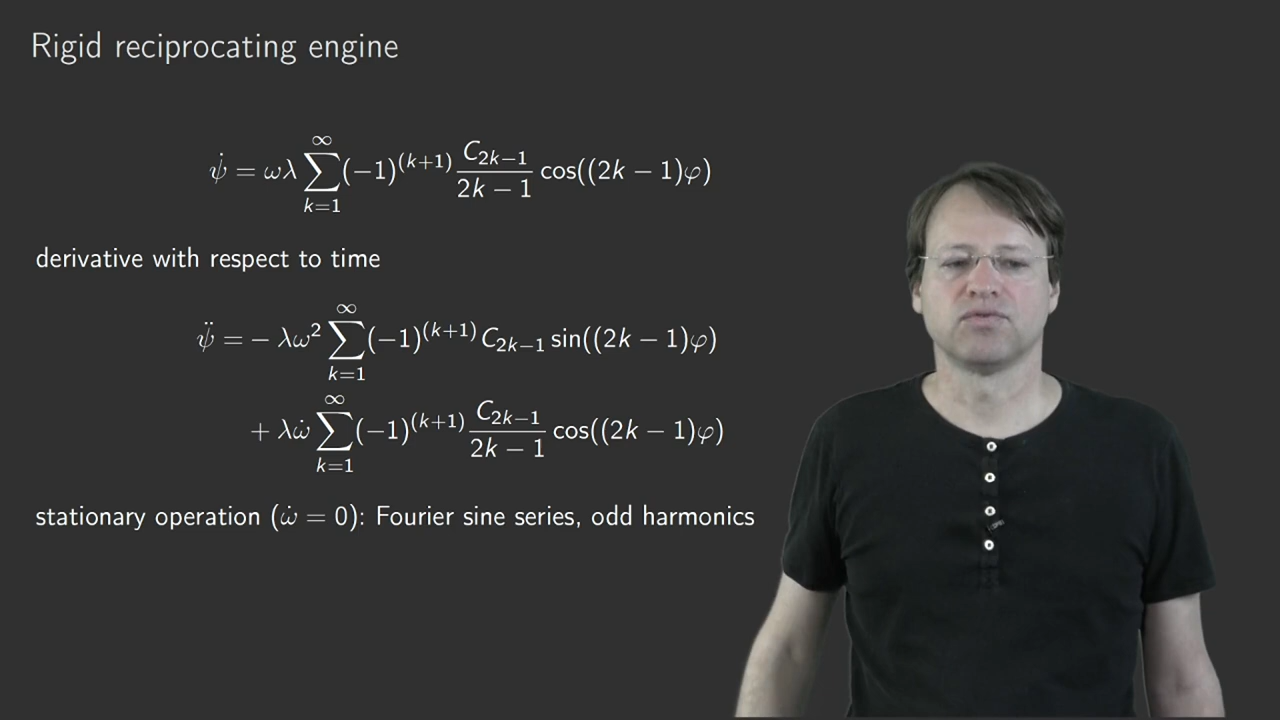 Rigid reciprocating engine
ψ̇ = ωλ ∑_{k=1}^{∞} (−1)^{(k+1)} \frac{C_{2k−1}}{2k − 1} cos((2k − 1)φ)
derivative with respect to time
ψ̈ = − λω² ∑_{k=1}^{∞} (−1)^{(k+1)} C_{2k−1} sin((2k − 1)φ)
+ λω̇ ∑_{k=1}^{∞} (−1)^{(k+1)} \frac{C_{2k−1}}{2k − 1} cos((2k − 1)φ)
stationary operation (ω̇ = 0): Fourier sine series, odd harmonics